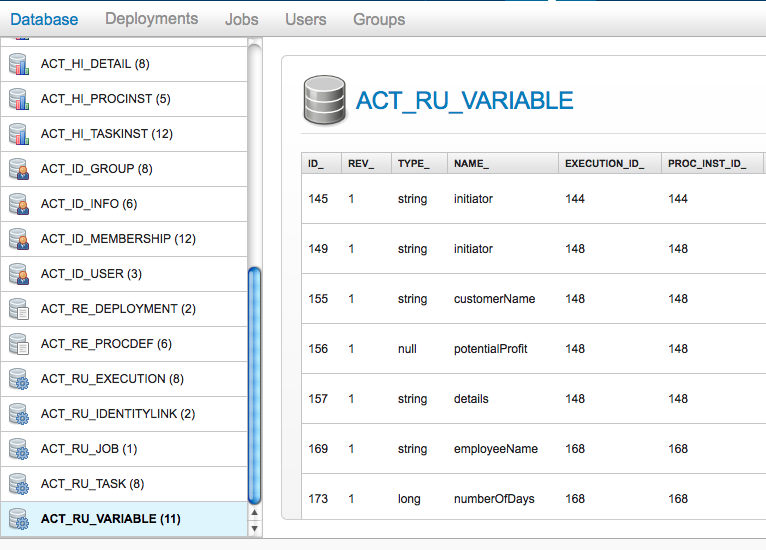 Database Deployments Jobs Users Groups
ACT_HI_DETAIL (8)
ACT_HI_PROCINST (5)
ACT_HI_TASKINST (12)
ACT_ID_GROUP (8)
ACT_ID_INFO (6)
ACT_ID_MEMBERSHIP (12)
ACT_ID_USER (3)
ACT_RE_DEPLOYMENT (2)
ACT_RE_PROCDEF (6)
ACT_RU_EXECUTION (8)
ACT_RU_IDENTITYLINK (2)
ACT_RU_JOB (1)
ACT_RU_TASK (8)
ACT_RU_VARIABLE (11)
ACT_RU_VARIABLE
ID_ REV_ TYPE_ NAME_ EXECUTION_ID_ PROC_INST_ID_
145 1 string initiator 144 144
149 1 string initiator 148 148
155 1 string customerName 148 148
156 1 null potentialProfit 148 148
157 1 string details 148 148
169 1 string employeeName 168 168
173 1 long numberOfDays 168 168